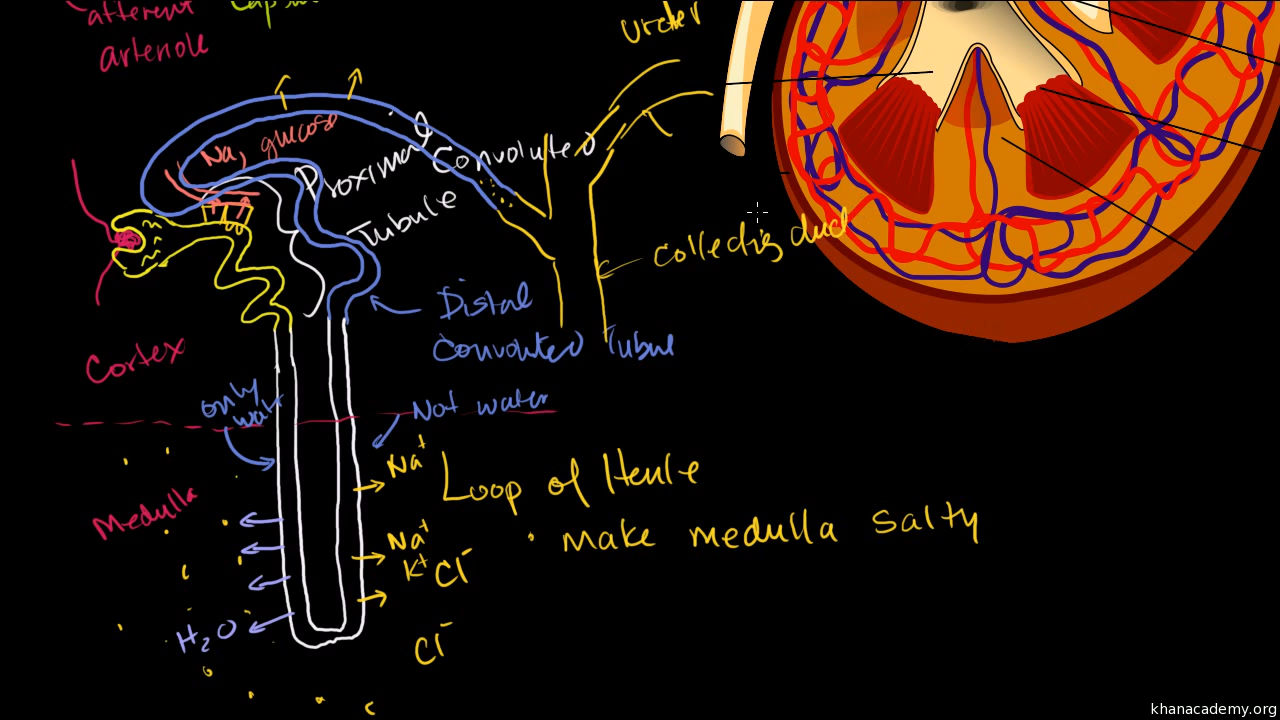 afferent
arteriole
ureter
Na, glucose
Proximal
Convoluted
Tubule
collecting duct
Distal
Convoluted Tubule
Cortex
only
water
Not water
Na+
Loop of Henle
Medulla
make medulla salty
Na+
K+ Cl-
H2O
Cl-
khanacademy.org